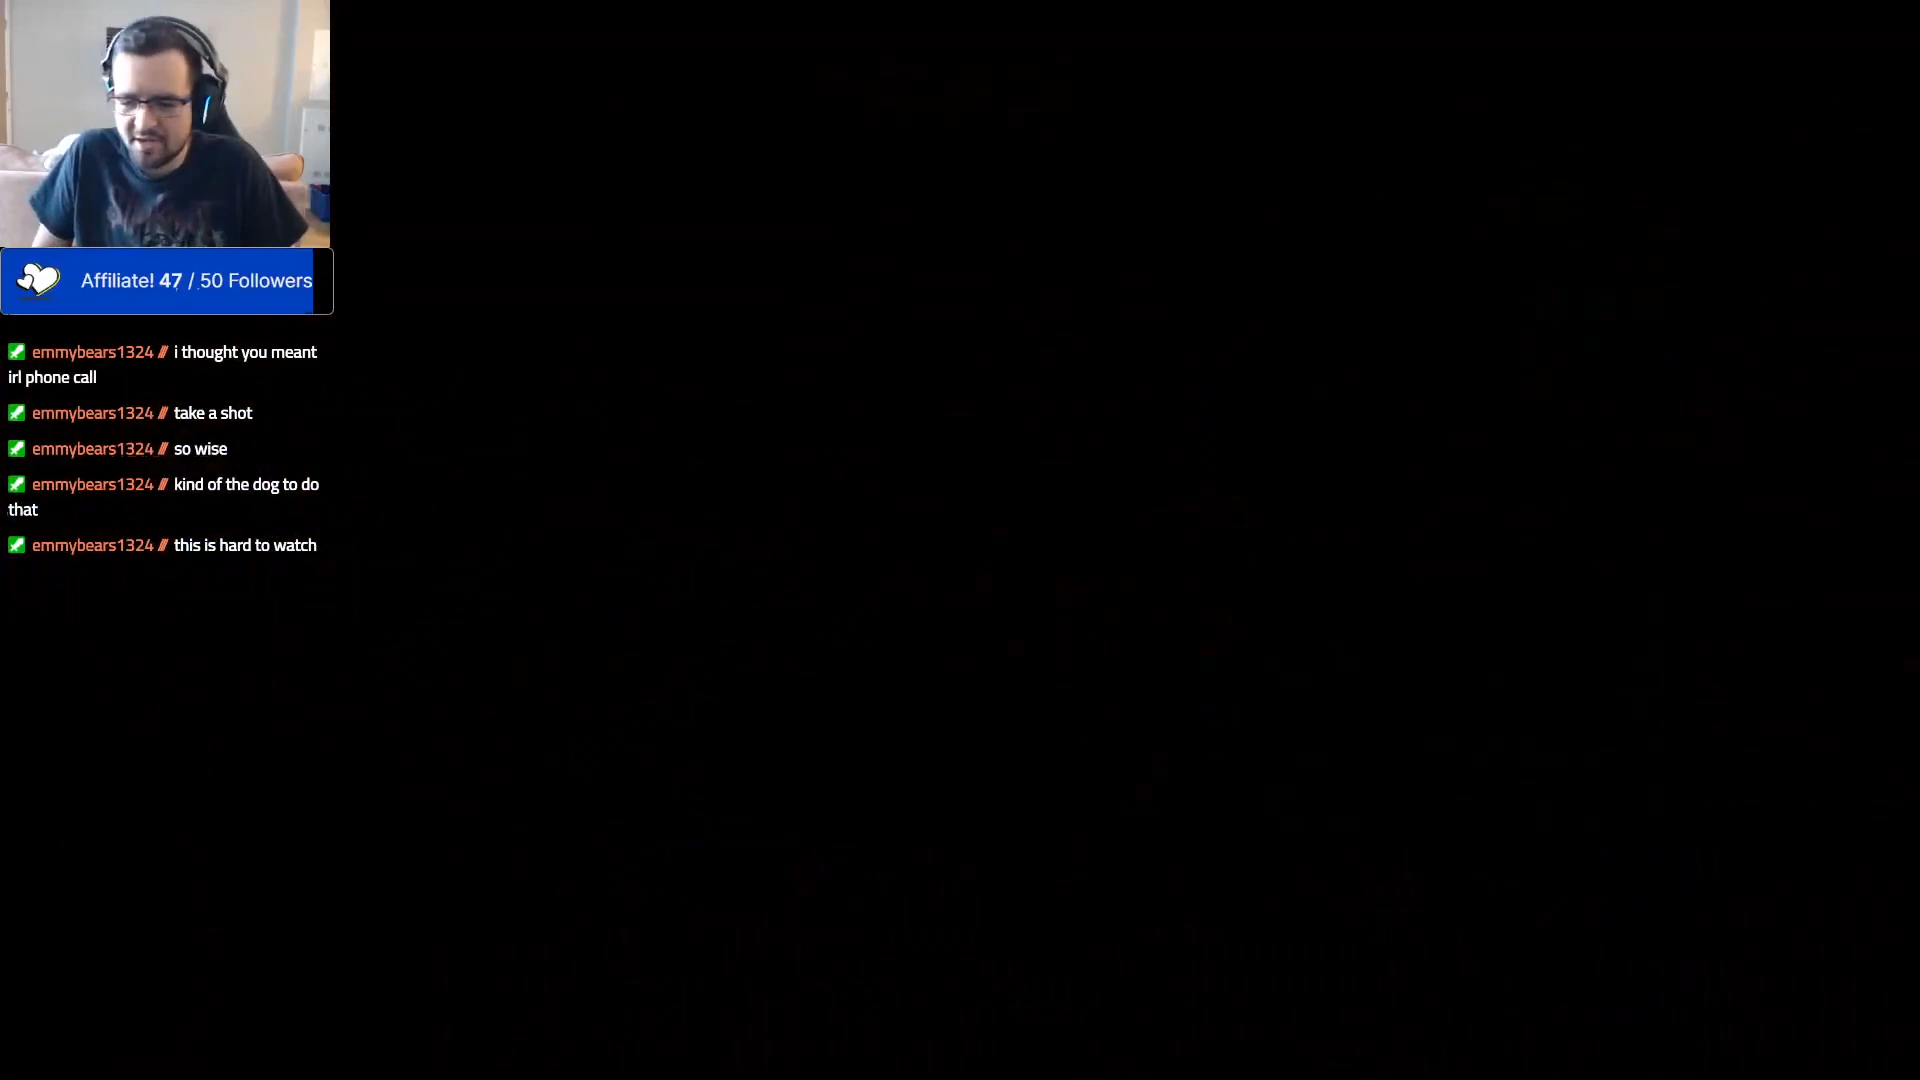 Affiliate! 47 / 50 Followers
emmybears1324 /// i thought you meant
irl phone call
emmybears1324 /// take a shot
emmybears1324 /// so wise
emmybears1324 /// kind of the dog to do
that
emmybears1324 /// this is hard to watch